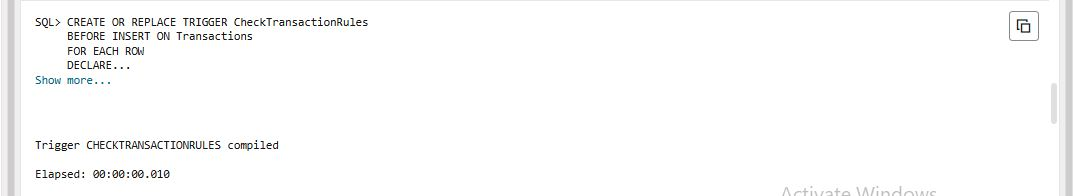 SQL> CREATE OR REPLACE TRIGGER CheckTransactionRules
BEFORE INSERT ON Transactions
FOR EACH ROW
DECLARE...
Show more...
Trigger CHECKTRANSACTIONRULES compiled
Elapsed: 00:00:00.010
Activate Windows